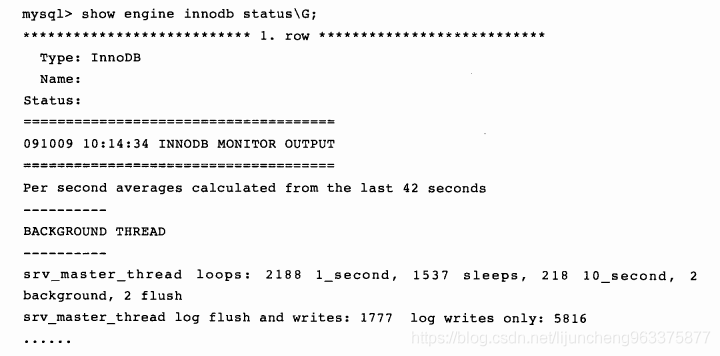 mysql> show engine innodb status\G;
*************************** 1. row ***************************
Type: InnoDB
Name:
Status:
=====================================
091009 10:14:34 INNODB MONITOR OUTPUT
=====================================
Per second averages calculated from the last 42 seconds
----------
BACKGROUND THREAD
----------
srv_master_thread loops: 2188 1_second, 1537 sleeps, 218 10_second, 2
background, 2 flush
srv_master_thread log flush and writes: 1777 log writes only: 5816
......
https://blog.csdn.net/lijuncheng963375877